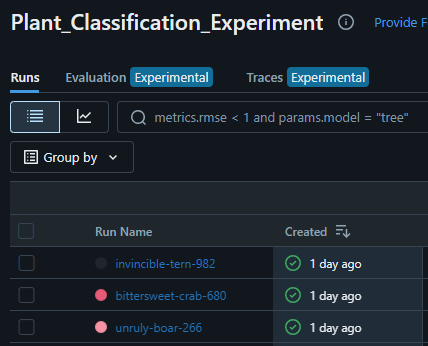 Plant_Classification_Experiment Provide F
Runs Evaluation Experimental Traces Experimental
metrics.rmse < 1 and params.model = "tree"
Group by
Run Name Created
invincible-tern-982 1 day ago
bittersweet-crab-680 1 day ago
unruly-boar-266 1 day ago